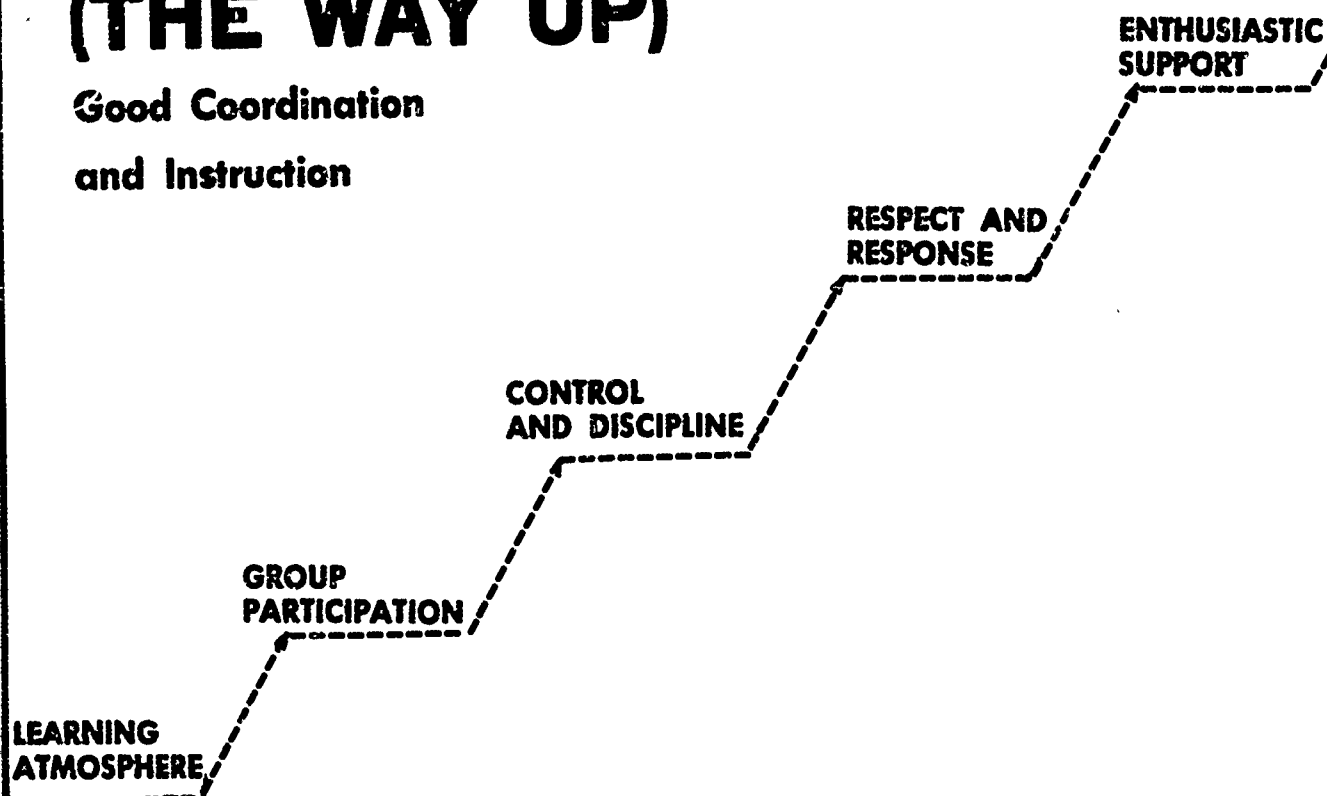 (THE WAY UP)
Good Coordination
and Instruction
ENTHUSIASTIC
SUPPORT
RESPECT AND
RESPONSE
CONTROL
AND DISCIPLINE
GROUP
PARTICIPATION
LEARNING
ATMOSPHERE